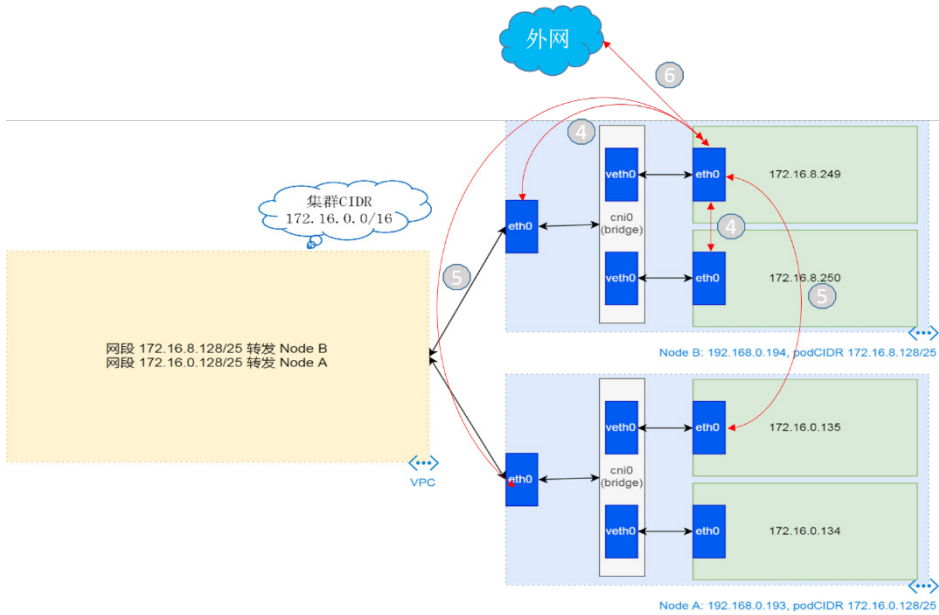 外网
6
4
veth0
eth0
172.16.8.249
集群CIDR
172.16.0.0/16
eth0
cni0
(bridge)
4
5
veth0
eth0
172.16.8.250
5
网段 172.16.8.128/25 转发 Node B
网段 172.16.0.128/25 转发 Node A
Node B: 192.168.0.194, podCIDR 172.16.8.128/25
veth0
eth0
172.16.0.135
VPC
eth0
cni0
(bridge)
veth0
eth0
172.16.0.134
Node A: 192.168.0.193, podCIDR 172.16.0.128/25